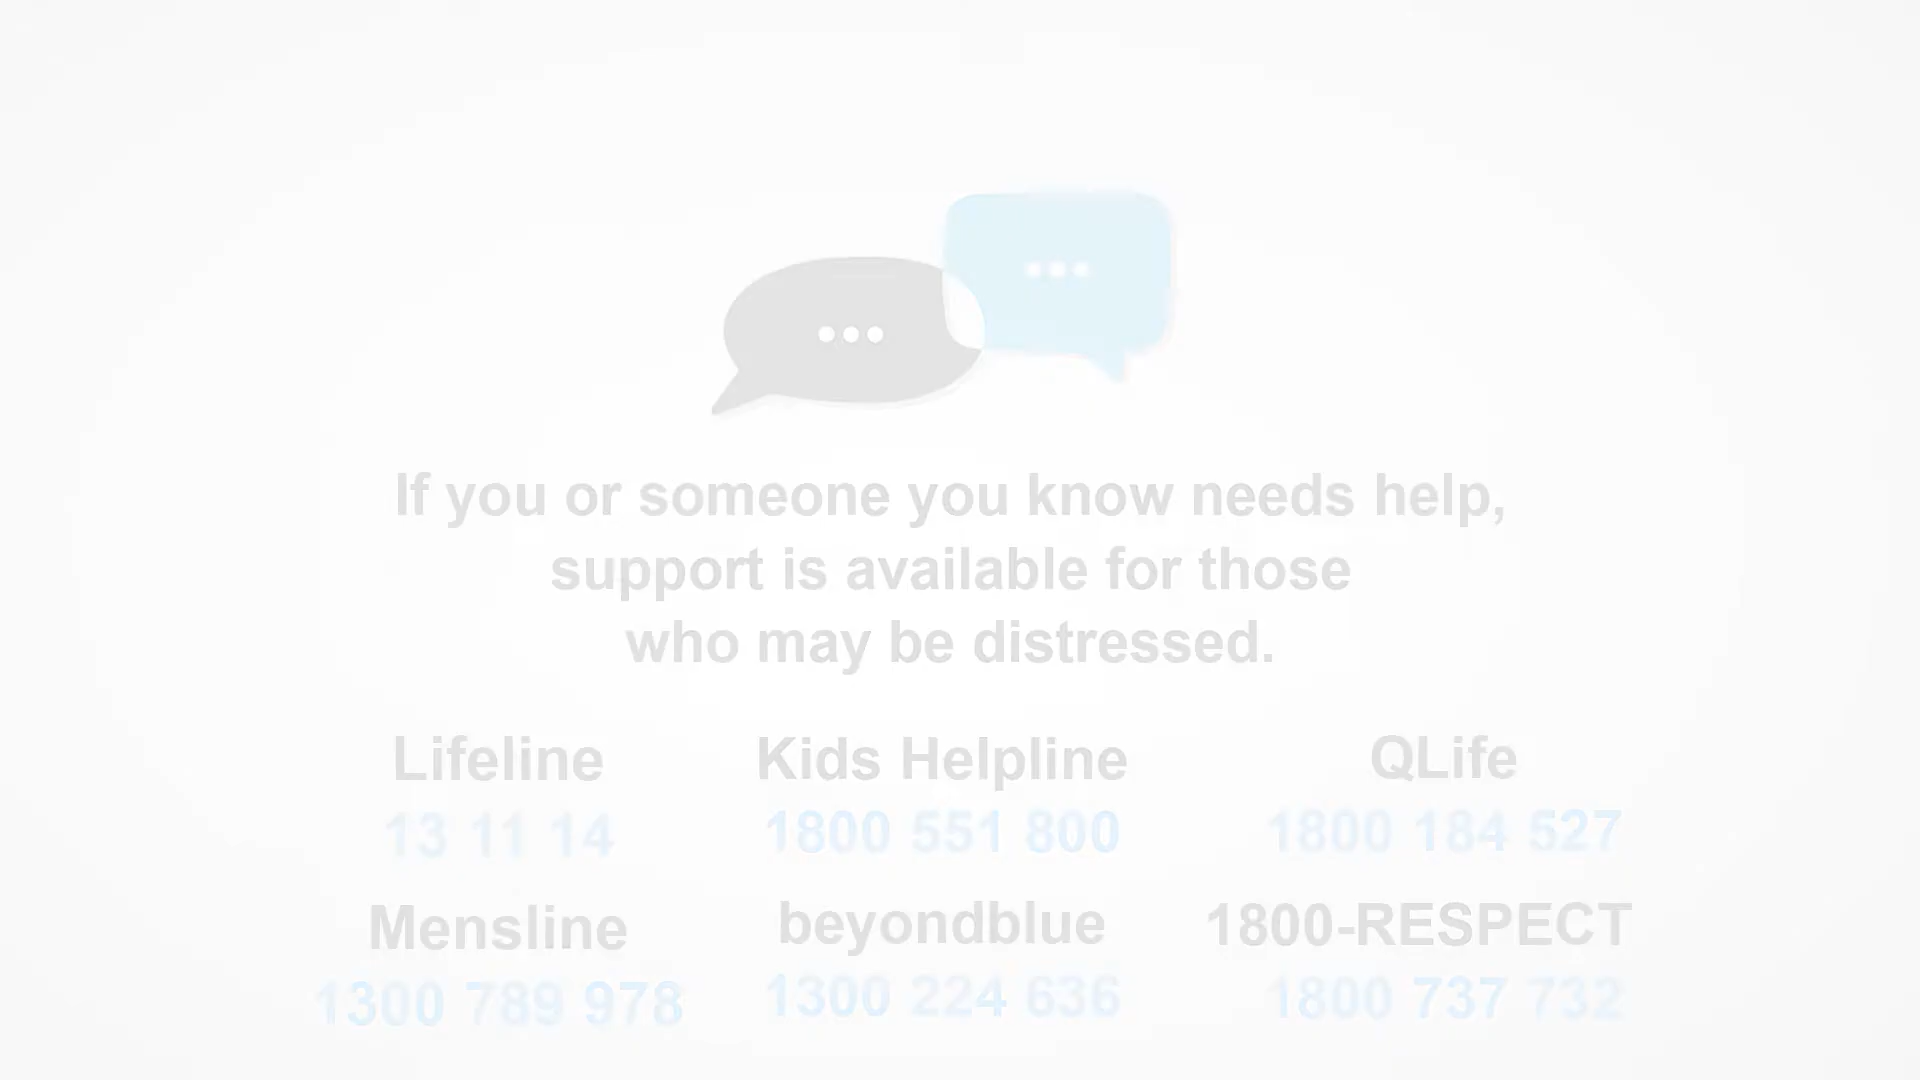 If you or someone you know needs help,
support is available for those
who may be distressed.
Lifeline
13 11 14
Kids Helpline
1800 551 800
QLife
1800 184 527
Mensline
1300 789 978
beyondblue
1300 224 636
1800-RESPECT
1800 737 732